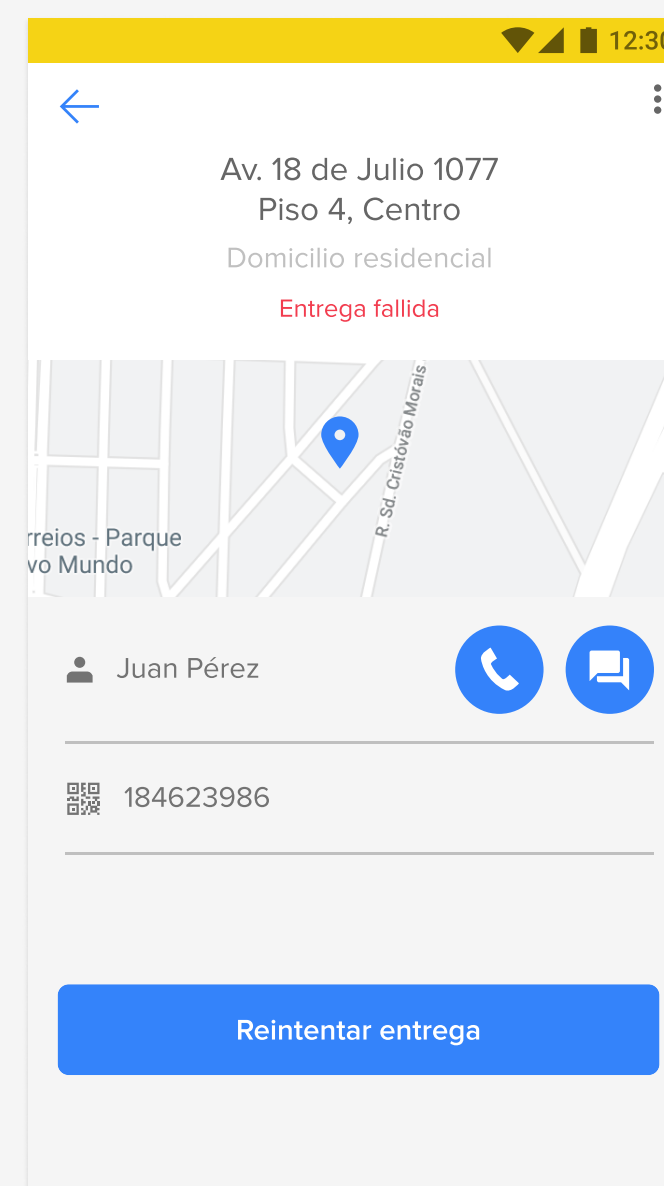 12:30
Av. 18 de Julio 1077
Piso 4, Centro
Domicilio residencial
Entrega fallida
R. Sd. Cristóvão Morais
rreios - Parque
vo Mundo
Juan Pérez
184623986
Reintentar entrega